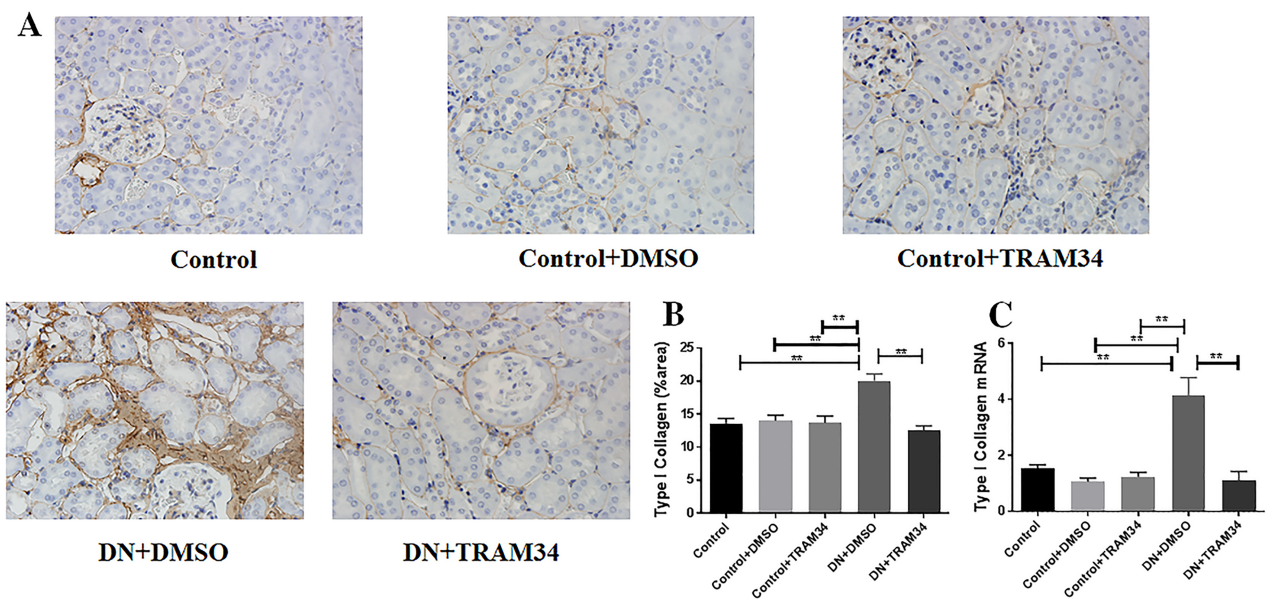 A
Control
Control+DMSO
Control+TRAM34
DN+DMSO
DN+TRAM34
B
**
**
**
**
Type I Collagen (%area)
25
20
15
10
5
0
Control
Control+DMSO
Control+TRAM34
DN+DMSO
DN+TRAM34
C
**
**
**
**
Type I Collagen mRNA
6
4
2
0
Control
Control+DMSO
Control+TRAM34
DN+DMSO
DN+TRAM34